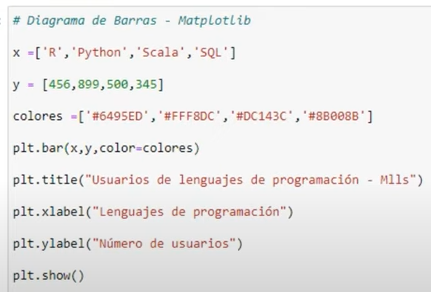 # Diagrama de Barras - Matplotlib
x =['R','Python','Scala','SQL']
y = [456,899,500,345]
colores =['#6495ED','#FFF8DC','#DC143C','#8B008B']
plt.bar(x,y,color=colores)
plt.title("Usuarios de lenguajes de programación - Mlls")
plt.xlabel("Lenguajes de programación")
plt.ylabel("Número de usuarios")
plt.show()